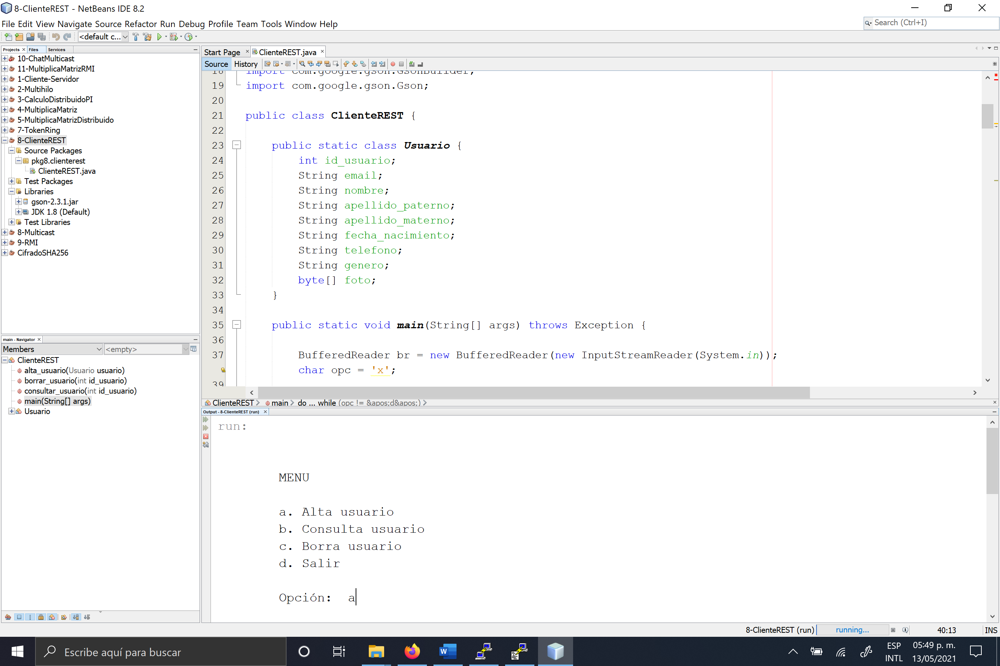 8-ClienteREST - NetBeans IDE 8.2
File Edit View Navigate Source Refactor Run Debug Profile Team Tools Window Help
Search (Ctrl+I)
<default c...
Projects
Files
Services
10-ChatMulticast
11-MultiplicaMatrizRMI
1-Cliente-Servidor
2-Multihilo
3-CalculoDistribuidoPI
4-MultiplicaMatriz
5-MultiplicaMatrizDistribuido
7-TokenRing
8-ClienteREST
Source Packages
pkg8.clienterest
ClienteREST.java
Test Packages
Libraries
gson-2.3.1.jar
JDK 1.8 (Default)
Test Libraries
8-Multicast
9-RMI
CifradoSHA256
main - Navigator
Members
<empty>
ClienteREST
alta_usuario(Usuario usuario)
borrar_usuario(int id_usuario)
consultar_usuario(int id_usuario)
main(String[] args)
Usuario
Start Page
ClienteREST.java
Source
History
18 import com.google.gson.GsonBuilder;
19 import com.google.gson.Gson;
20
21 public class ClienteREST {
22
23 public static class Usuario {
24 int id_usuario;
25 String email;
26 String nombre;
27 String apellido_paterno;
28 String apellido_materno;
29 String fecha_nacimiento;
30 String telefono;
31 String genero;
32 byte[] foto;
33 }
34
35 public static void main(String[] args) throws Exception {
36
37 BufferedReader br = new BufferedReader(new InputStreamReader(System.in));
char opc = 'x';
39
ClienteREST
main
do ... while (opc != &apos;d&apos;)
Output - 8-ClienteREST (run)
run:
MENU
a. Alta usuario
b. Consulta usuario
c. Borra usuario
d. Salir
Opción: a
8-ClienteREST (run)
running...
40:13
INS
Escribe aquí para buscar
ESP
INTL
05:49 p. m.
13/05/2021